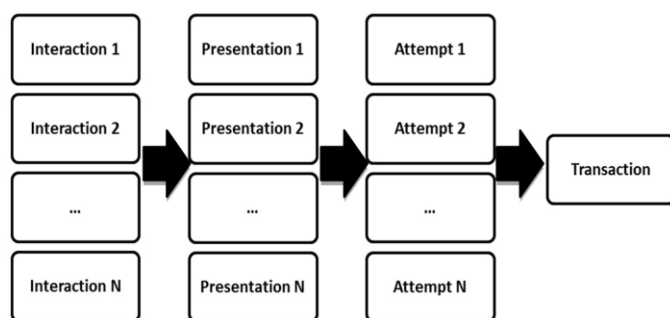 Interaction 1
Presentation 1
Attempt 1
Interaction 2
Presentation 2
Attempt 2
Transaction
...
...
...
Interaction N
Presentation N
Attempt N